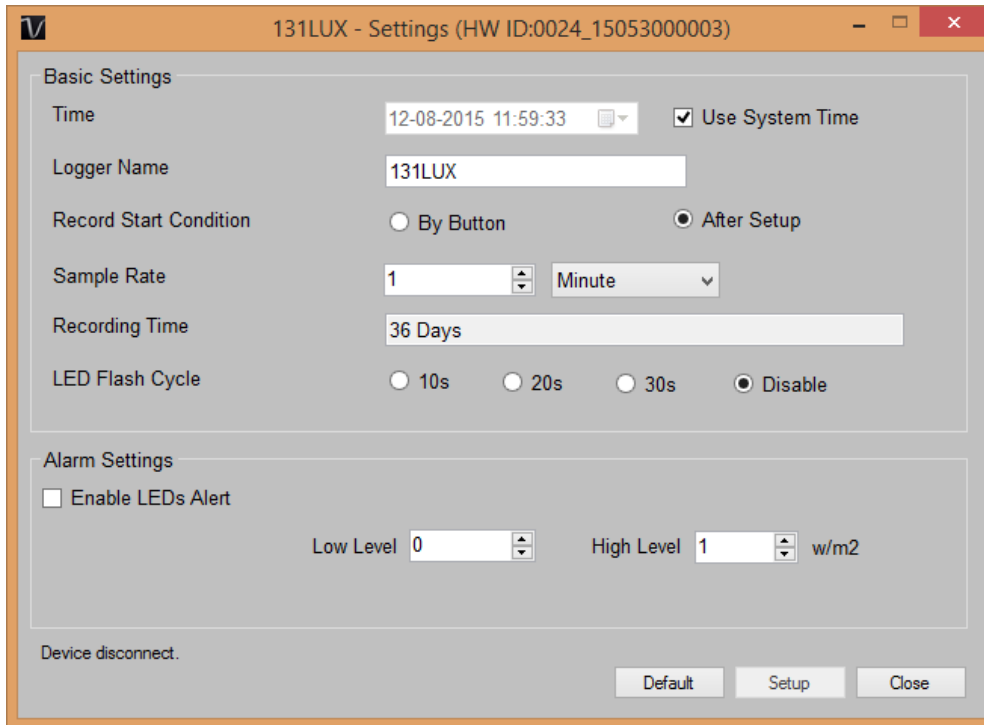 131LUX - Settings (HW ID:0024_15053000003)
Basic Settings
Time 12-08-2015 11:59:33 Use System Time
Logger Name 131LUX
Record Start Condition By Button After Setup
Sample Rate 1 Minute
Recording Time 36 Days
LED Flash Cycle 10s 20s 30s Disable
Alarm Settings
Enable LEDs Alert
Low Level 0 High Level 1 w/m2
Device disconnect.
Default Setup Close